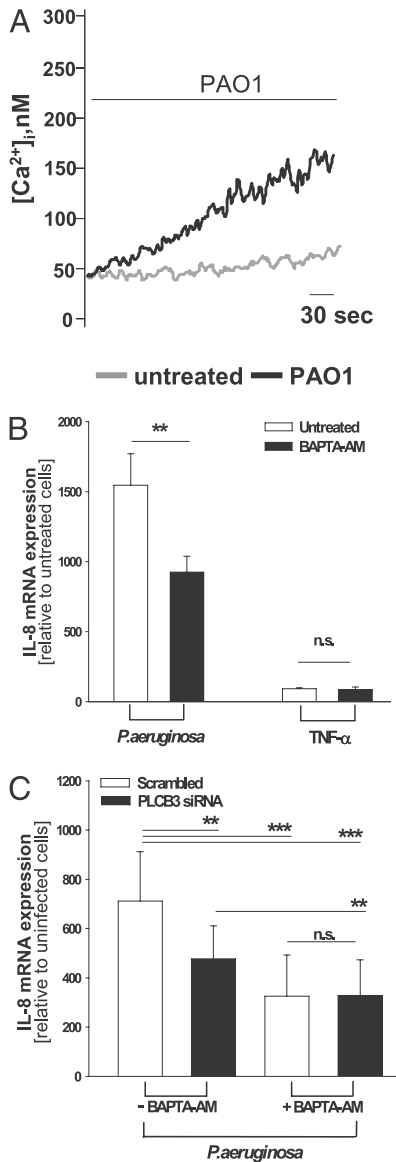 A
300
250
200
150
100
50
0
[Ca2+]i,nM
PAO1
30 sec
untreated PAO1
B
2000
1500
1000
500
0
IL-8 mRNA expression
[relative to untreated cells]
**
Untreated
BAPTA-AM
n.s.
P.aeruginosa TNF-α
C
1200
1000
800
600
400
200
0
IL-8 mRNA expression
[relative to uninfected cells]
Scrambled
PLCB3 siRNA
** *** ***
**
n.s.
- BAPTA-AM + BAPTA-AM
P.aeruginosa